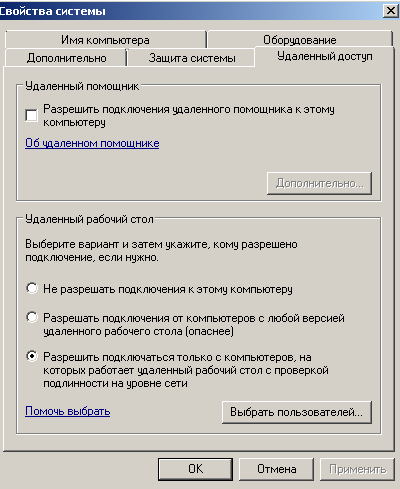 Свойства системы
Имя компьютера
Оборудование
Дополнительно
Защита системы
Удаленный доступ
Удаленный помощник
Разрешить подключения удаленного помощника к этому
компьютеру
Об удаленном помощнике
Дополнительно...
Удаленный рабочий стол
Выберите вариант и затем укажите, кому разрешено
подключение, если нужно.
Не разрешать подключения к этому компьютеру
Разрешать подключения от компьютеров с любой версией
удаленного рабочего стола (опаснее)
Разрешить подключаться только с компьютеров, на
которых работает удаленный рабочий стол с проверкой
подлинности на уровне сети
Помочь выбрать
Выбрать пользователей...
ОК
Отмена
Применить